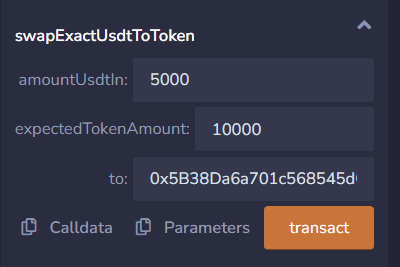 swapExactUsdtToToken
amountUsdtIn: 5000
expectedTokenAmount: 10000
to: 0x5B38Da6a701c568545d
Calldata Parameters transact